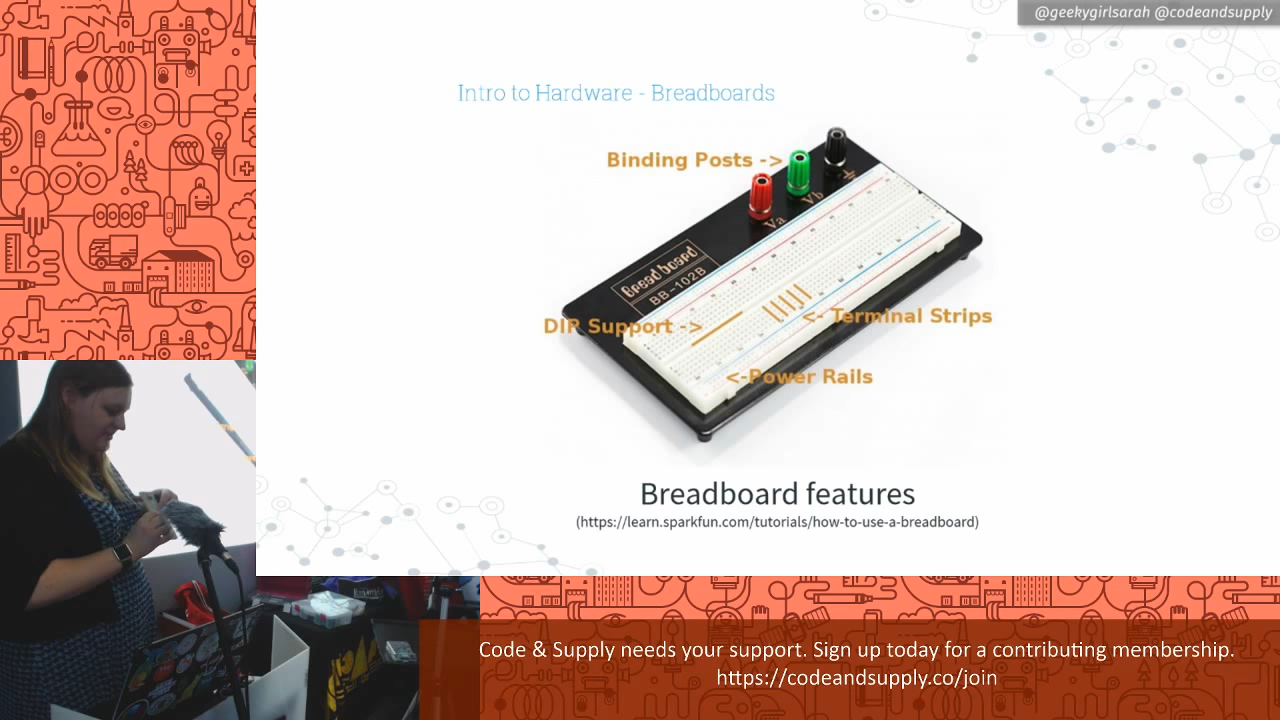 @geekygirlsarah @codeandsupply
Intro to Hardware - Breadboards
Binding Posts ->
Va
Vb
Bread board
BB-102B
DIP Support ->
<- Terminal Strips
<-Power Rails
Breadboard features
(https://learn.sparkfun.com/tutorials/how-to-use-a-breadboard)
Code & Supply needs your support. Sign up today for a contributing membership.
https://codeandsupply.co/join